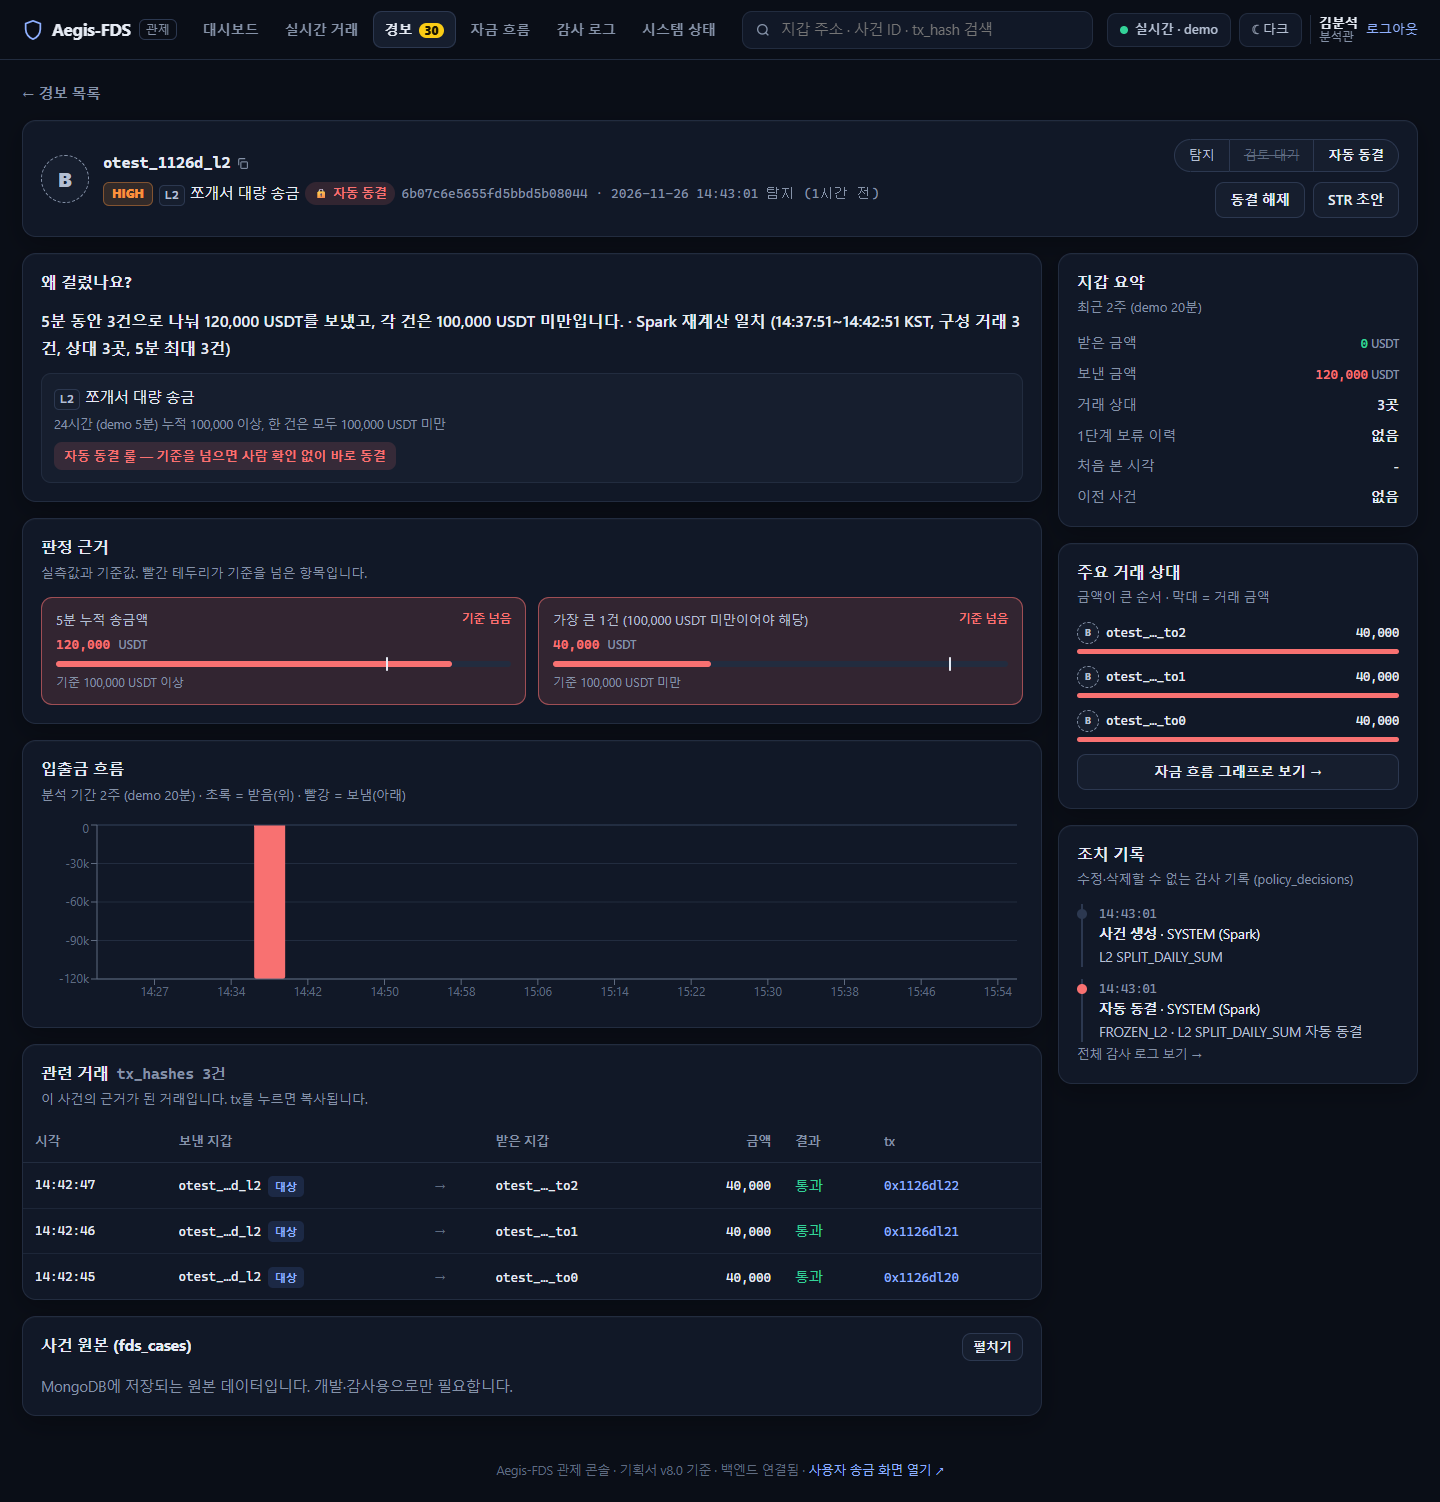 Aegis-FDS 관제 대시보드 실시간 거래 경보 30 자금 흐름 감사 로그 시스템 상태 지갑 주소 · 사건 ID · tx_hash 검색 실시간 · demo ☾다크 김분석 분석관 로그아웃
← 경보 목록
B otest_1126d_l2
탐지 검토 대기 자동 동결
HIGH L2 쪼개서 대량 송금 🔒 자동 동결 6b07c6e5655fd5bbd5b08044 · 2026-11-26 14:43:01 탐지 (1시간 전)
동결 해제 STR 초안
왜 걸렸나요?
5분 동안 3건으로 나눠 120,000 USDT를 보냈고, 각 건은 100,000 USDT 미만입니다. · Spark 재계산 일치 (14:37:51~14:42:51 KST, 구성 거래 3
건, 상대 3곳, 5분 최대 3건)
L2 쪼개서 대량 송금
24시간 (demo 5분) 누적 100,000 이상, 한 건은 모두 100,000 USDT 미만
자동 동결 룰 — 기준을 넘으면 사람 확인 없이 바로 동결
판정 근거
실측값과 기준값. 빨간 테두리가 기준을 넘은 항목입니다.
5분 누적 송금액 기준 넘음
120,000 USDT
기준 100,000 USDT 이상
가장 큰 1건 (100,000 USDT 미만이어야 해당) 기준 넘음
40,000 USDT
기준 100,000 USDT 미만
입출금 흐름
분석 기간 2주 (demo 20분) · 초록 = 받음(위) · 빨강 = 보냄(아래)
0
-30k
-60k
-90k
-120k
14:27 14:34 14:42 14:50 14:58 15:06 15:14 15:22 15:30 15:38 15:46 15:54
관련 거래 tx_hashes 3건
이 사건의 근거가 된 거래입니다. tx를 누르면 복사됩니다.
시각 보낸 지갑 받은 지갑 금액 결과 tx
14:42:47 otest_…d_l2 대상 → otest_…_to2 40,000 통과 0x1126dl22
14:42:46 otest_…d_l2 대상 → otest_…_to1 40,000 통과 0x1126dl21
14:42:45 otest_…d_l2 대상 → otest_…_to0 40,000 통과 0x1126dl20
사건 원본 (fds_cases) 펼치기
MongoDB에 저장되는 원본 데이터입니다. 개발·감사용으로만 필요합니다.
지갑 요약
최근 2주 (demo 20분)
받은 금액 0 USDT
보낸 금액 120,000 USDT
거래 상대 3곳
1단계 보류 이력 없음
처음 본 시각 -
이전 사건 없음
주요 거래 상대
금액이 큰 순서 · 막대 = 거래 금액
B otest_…_to2 40,000
B otest_…_to1 40,000
B otest_…_to0 40,000
자금 흐름 그래프로 보기 →
조치 기록
수정·삭제할 수 없는 감사 기록 (policy_decisions)
14:43:01
사건 생성 · SYSTEM (Spark)
L2 SPLIT_DAILY_SUM
14:43:01
자동 동결 · SYSTEM (Spark)
FROZEN_L2 · L2 SPLIT_DAILY_SUM 자동 동결
전체 감사 로그 보기 →
Aegis-FDS 관제 콘솔 · 기획서 v8.0 기준 · 백엔드 연결됨 · 사용자 송금 화면 열기 ↗